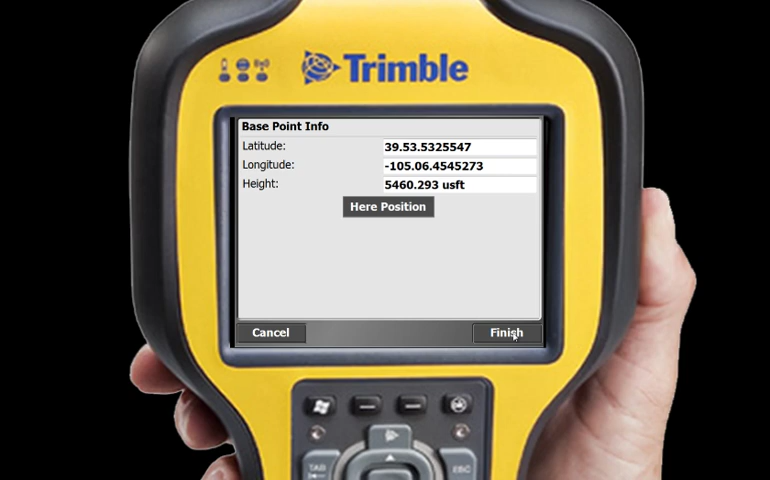 Trimble
Base Point Info
Latitude: 39.53.5325547
Longitude: -105.06.4545273
Height: 5460.293 usft
Here Position
Cancel Finish
TAB ESC